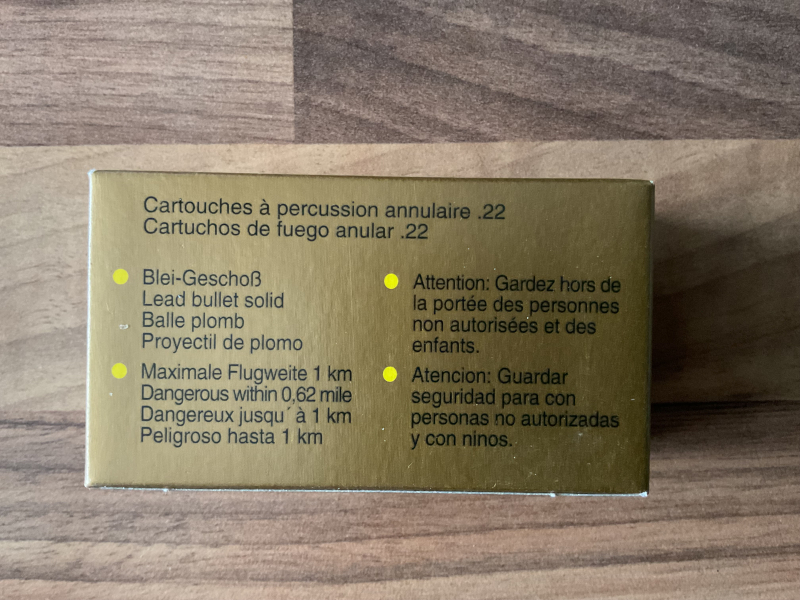 Cartouches à percussion annulaire .22
Cartuchos de fuego anular .22
Blei-Geschoß
Lead bullet solid
Balle plomb
Proyectil de plomo
Maximale Flugweite 1 km
Dangerous within 0,62 mile
Dangereux jusqu´ à 1 km
Peligroso hasta 1 km
Attention: Gardez hors de
la portée des personnes
non autorisées et des
enfants.
Atencion: Guardar
seguridad para con
personas no autorizadas
y con ninos.